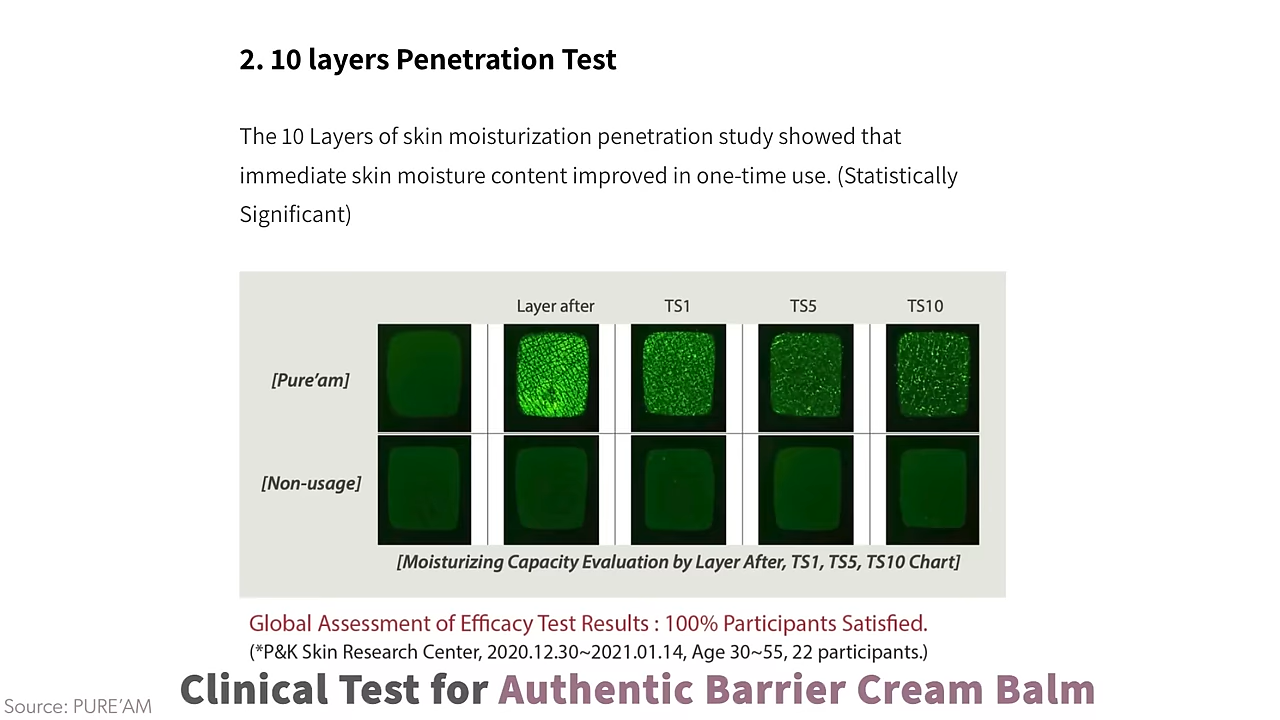 2. 10 layers Penetration Test
The 10 Layers of skin moisturization penetration study showed that
immediate skin moisture content improved in one-time use. (Statistically
Significant)
Layer after TS1 TS5 TS10
[Pure’am]
[Non-usage]
[Moisturizing Capacity Evaluation by Layer After, TS1, TS5, TS10 Chart]
Global Assessment of Efficacy Test Results : 100% Participants Satisfied.
(*P&K Skin Research Center, 2020.12.30~2021.01.14, Age 30~55, 22 participants.)
Clinical Test for Authentic Barrier Cream Balm
Source: PURE’AM